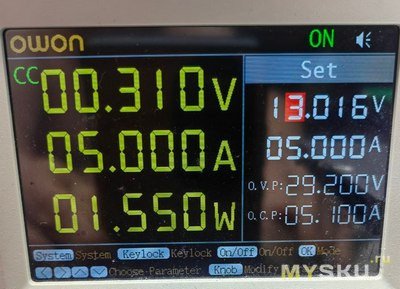 OWON ON
CC 00.310V
05.000A
01.550W
Set
13.016V
05.000A
O.V.P:29.200V
O.C.P:05.100A
System System Keylock Keylock On/Off On/Off OK Mode
Choose Parameter Knob Modify
MYSKU.ru